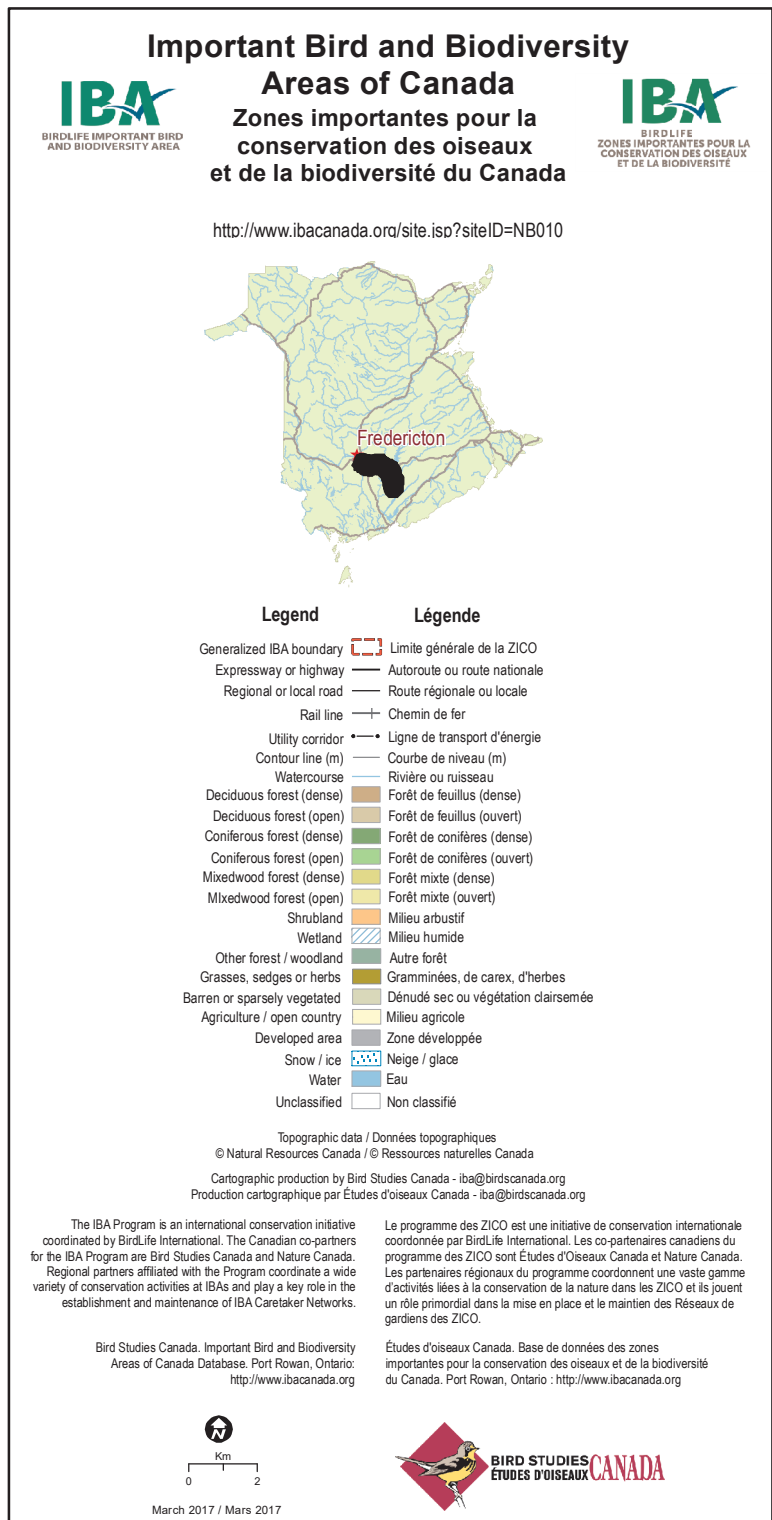 Important Bird and Biodiversity
Areas of Canada
Zones importantes pour la
conservation des oiseaux
et de la biodiversité du Canada
IBA
BIRDLIFE IMPORTANT BIRD
AND BIODIVERSITY AREA
IBA
BIRDLIFE
ZONES IMPORTANTES POUR LA
CONSERVATION DES OISEAUX
ET DE LA BIODIVERSITÉ
http://www.ibacanada.org/site.jsp?siteID=NB010
Fredericton
Legend Légende
Generalized IBA boundary Limite générale de la ZICO
Expressway or highway Autoroute ou route nationale
Regional or local road Route régionale ou locale
Rail line Chemin de fer
Utility corridor Ligne de transport d'énergie
Contour line (m) Courbe de niveau (m)
Watercourse Rivière ou ruisseau
Deciduous forest (dense) Forêt de feuillus (dense)
Deciduous forest (open) Forêt de feuillus (ouvert)
Coniferous forest (dense) Forêt de conifères (dense)
Coniferous forest (open) Forêt de conifères (ouvert)
Mixedwood forest (dense) Forêt mixte (dense)
MIxedwood forest (open) Forêt mixte (ouvert)
Shrubland Milieu arbustif
Wetland Milieu humide
Other forest / woodland Autre forêt
Grasses, sedges or herbs Gramminées, de carex, d'herbes
Barren or sparsely vegetated Dénudé sec ou végétation clairsemée
Agriculture / open country Milieu agricole
Developed area Zone développée
Snow / ice Neige / glace
Water Eau
Unclassified Non classifié
Topographic data / Données topographiques
© Natural Resources Canada / © Ressources naturelles Canada
Cartographic production by Bird Studies Canada - iba@birdscanada.org
Production cartographique par Études d'oiseaux Canada - iba@birdscanada.org
The IBA Program is an international conservation initiative
coordinated by BirdLife International. The Canadian co-partners
for the IBA Program are Bird Studies Canada and Nature Canada.
Regional partners affiliated with the Program coordinate a wide
variety of conservation activities at IBAs and play a key role in the
establishment and maintenance of IBA Caretaker Networks.
Le programme des ZICO est une initiative de conservation internationale
coordonnée par BirdLife International. Les co-partenaires canadiens du
programme des ZICO sont Études d'Oiseaux Canada et Nature Canada.
Les partenaires régionaux du programme coordonnent une vaste gamme
d'activités liées à la conservation de la nature dans les ZICO et ils jouent
un rôle primordial dans la mise en place et le maintien des Réseaux de
gardiens des ZICO.
Bird Studies Canada. Important Bird and Biodiversity
Areas of Canada Database. Port Rowan, Ontario:
http://www.ibacanada.org
Études d'oiseaux Canada. Base de données des zones
importantes pour la conservation des oiseaux et de la biodiversité
du Canada. Port Rowan, Ontario : http://www.ibacanada.org
N
Km
0 2
March 2017 / Mars 2017
BIRD STUDIES
ÉTUDES D'OISEAUX CANADA